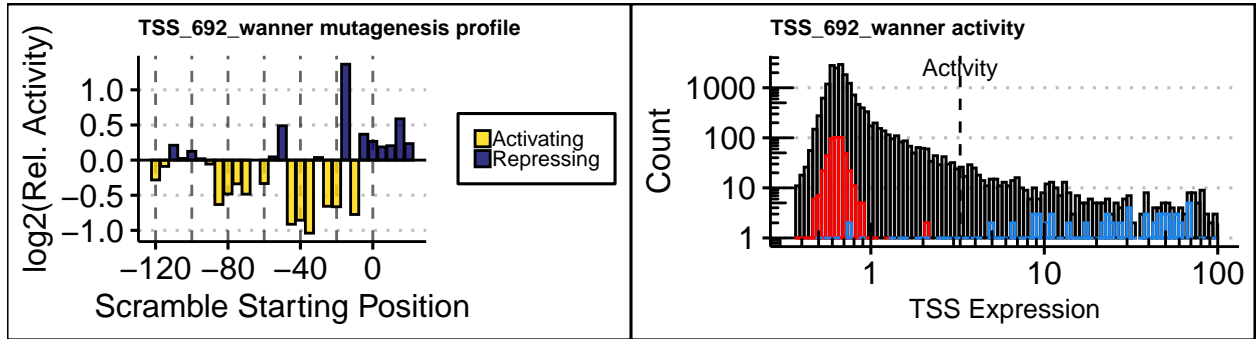 TSS_692_wanner mutagenesis profile
log2(Rel. Activity)
1.0
0.5
0.0
−0.5
−1.0
−120 −80 −40 0
Scramble Starting Position
Activating
Repressing
TSS_692_wanner activity
Activity
Count
1000
100
10
1
1 10 100
TSS Expression